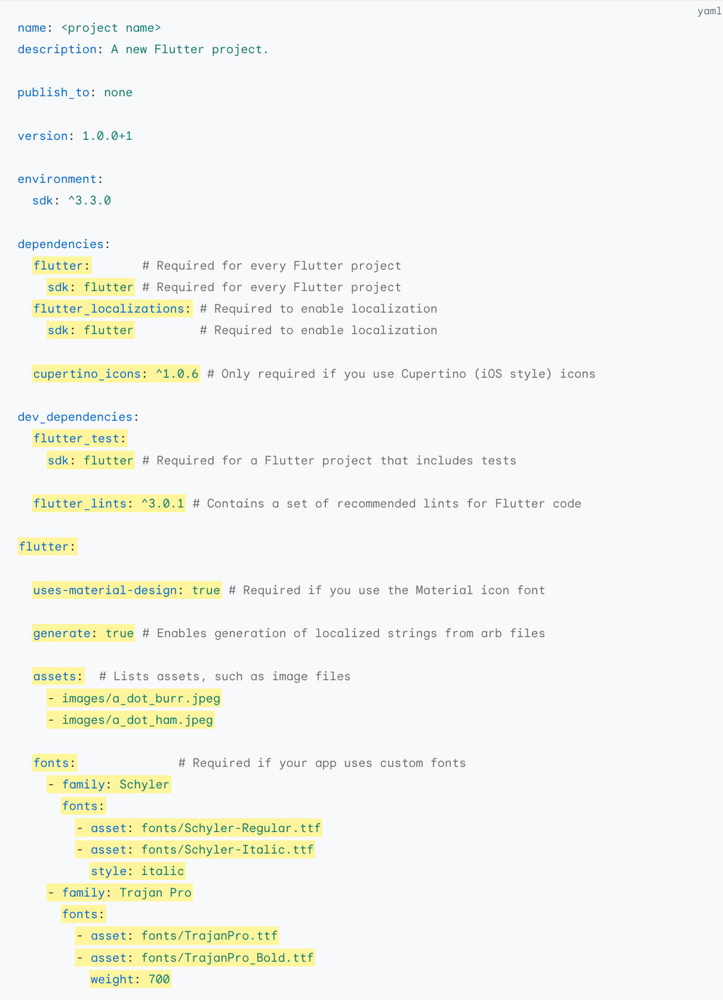 yaml
name: <project name>
description: A new Flutter project.
publish_to: none
version: 1.0.0+1
environment:
  sdk: ^3.3.0
dependencies:
  flutter:       # Required for every Flutter project
    sdk: flutter # Required for every Flutter project
  flutter_localizations: # Required to enable localization
    sdk: flutter         # Required to enable localization
  cupertino_icons: ^1.0.6 # Only required if you use Cupertino (iOS style) icons
dev_dependencies:
  flutter_test:
    sdk: flutter # Required for a Flutter project that includes tests
  flutter_lints: ^3.0.1 # Contains a set of recommended lints for Flutter code
flutter:
  uses-material-design: true # Required if you use the Material icon font
  generate: true # Enables generation of localized strings from arb files
  assets:  # Lists assets, such as image files
    - images/a_dot_burr.jpeg
    - images/a_dot_ham.jpeg
  fonts:              # Required if your app uses custom fonts
    - family: Schyler
      fonts:
        - asset: fonts/Schyler-Regular.ttf
        - asset: fonts/Schyler-Italic.ttf
          style: italic
    - family: Trajan Pro
      fonts:
        - asset: fonts/TrajanPro.ttf
        - asset: fonts/TrajanPro_Bold.ttf
          weight: 700